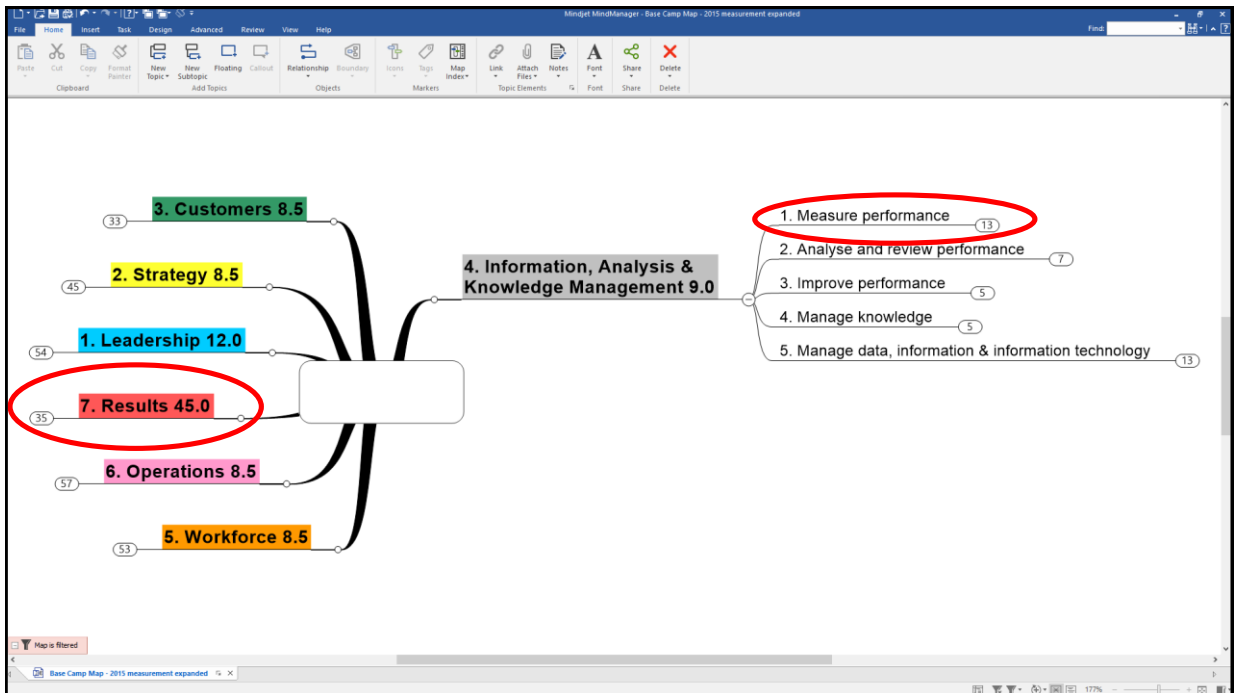 Mindjet MindManager - Base Camp Map - 2015 measurement expanded
File Home Insert Task Design Advanced Review View Help Find:
Paste Cut Copy Format Painter New Topic New Subtopic Floating Callout Relationship Boundary Icons Tags Map Index Link Attach Files Notes Font Share Delete
Clipboard Add Topics Objects Markers Topic Elements Font Share Delete
3. Customers 8.5
33
2. Strategy 8.5
45
1. Leadership 12.0
54
7. Results 45.0
35
6. Operations 8.5
57
5. Workforce 8.5
53
4. Information, Analysis &
Knowledge Management 9.0
1. Measure performance
13
2. Analyse and review performance
7
3. Improve performance
5
4. Manage knowledge
5
5. Manage data, information & information technology
13
Map is filtered
Base Camp Map - 2015 measurement expanded
177%